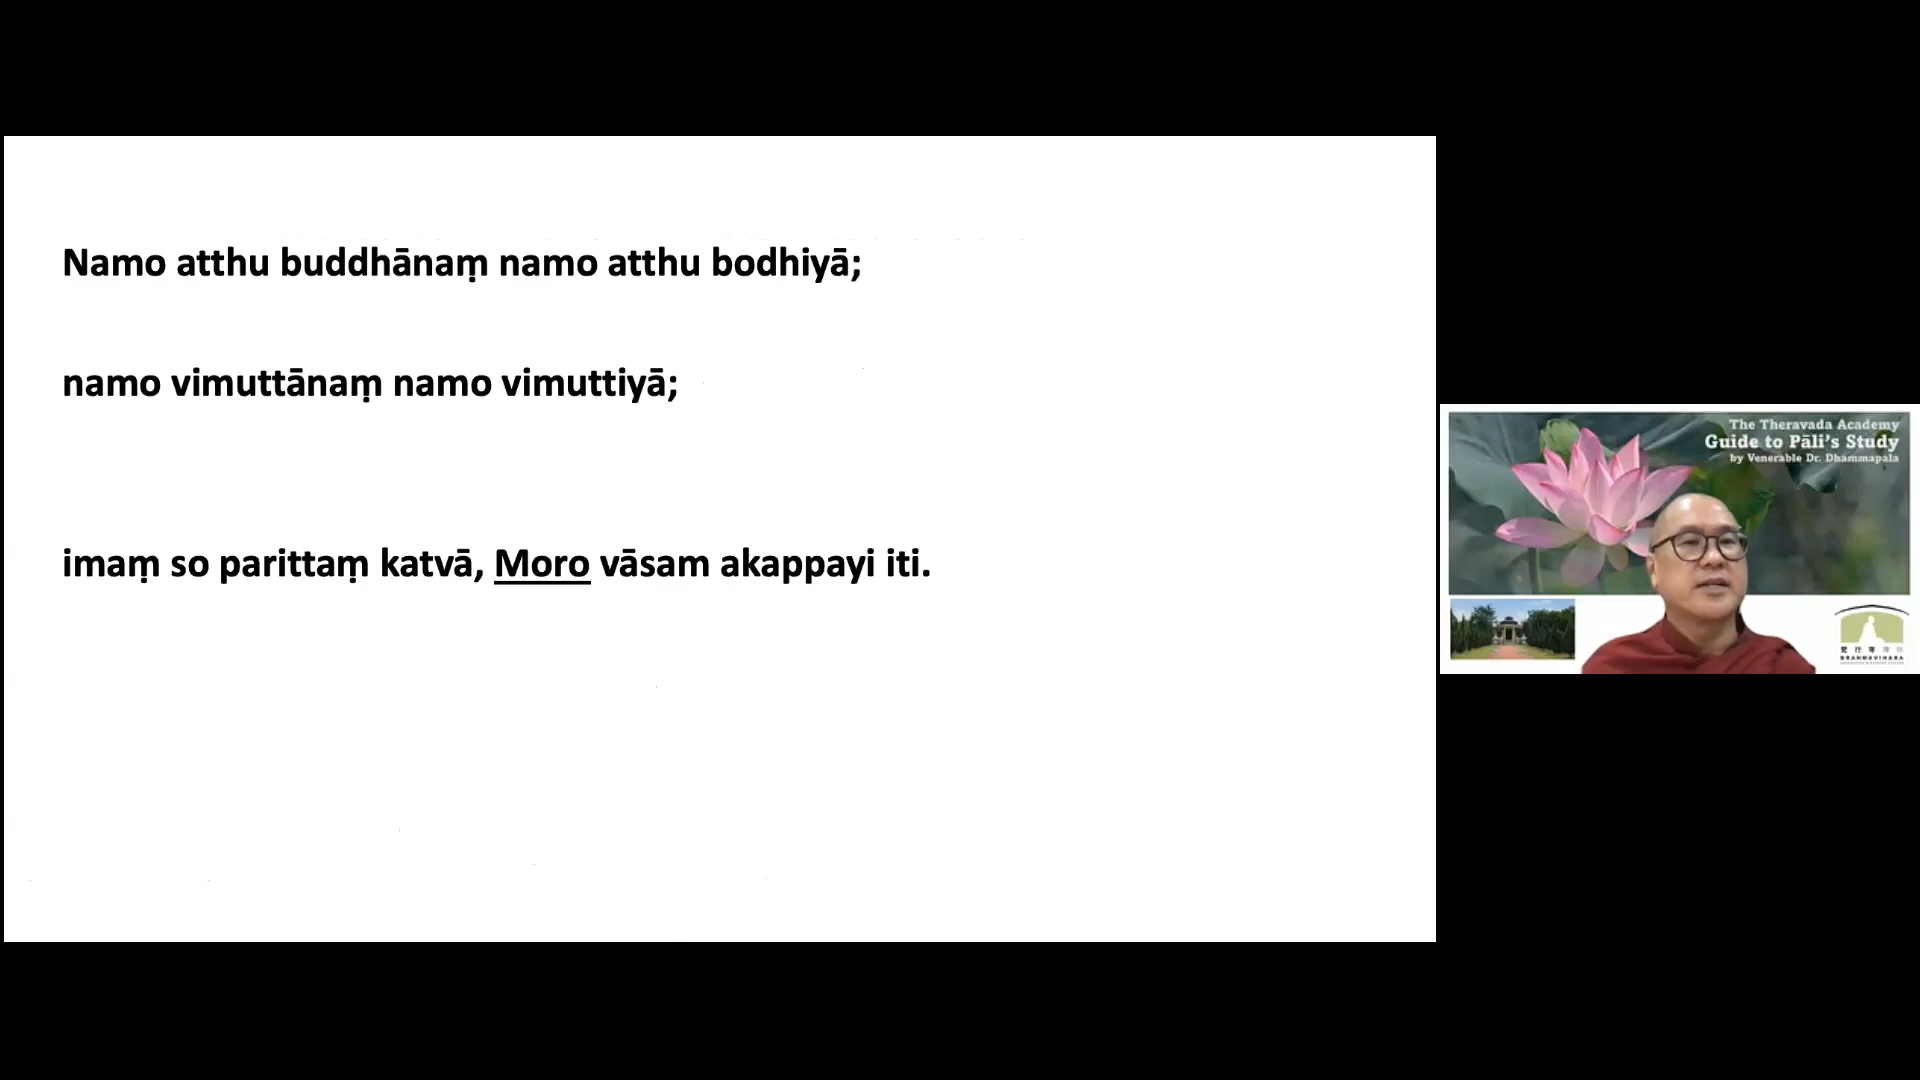 Namo atthu buddhānaṃ namo atthu bodhiyā;
namo vimuttānaṃ namo vimuttiyā;
imaṃ so parittaṃ katvā, Moro vāsam akappayi iti.
The Theravada Academy
Guide to Pāli's Study
by Venerable Dr. Dhammapala
BRAHMAVIHARA